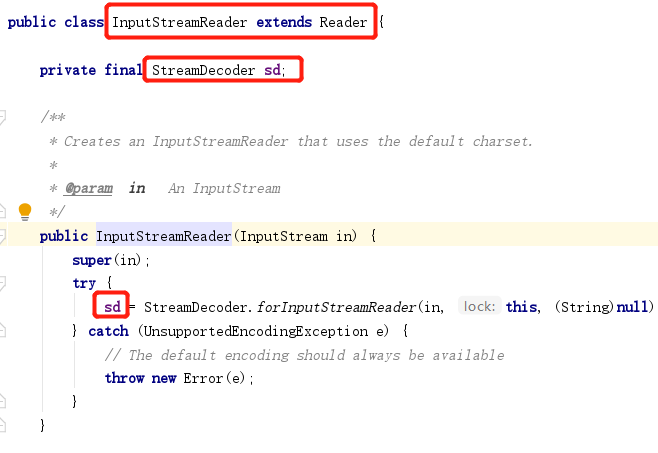 public class InputStreamReader extends Reader {
private final StreamDecoder sd;
/**
* Creates an InputStreamReader that uses the default charset.
*
* @param in An InputStream
*/
public InputStreamReader(InputStream in) {
super(in);
try {
sd = StreamDecoder.forInputStreamReader(in, lock: this, (String)null)
} catch (UnsupportedEncodingException e) {
// The default encoding should always be available
throw new Error(e);
}
}